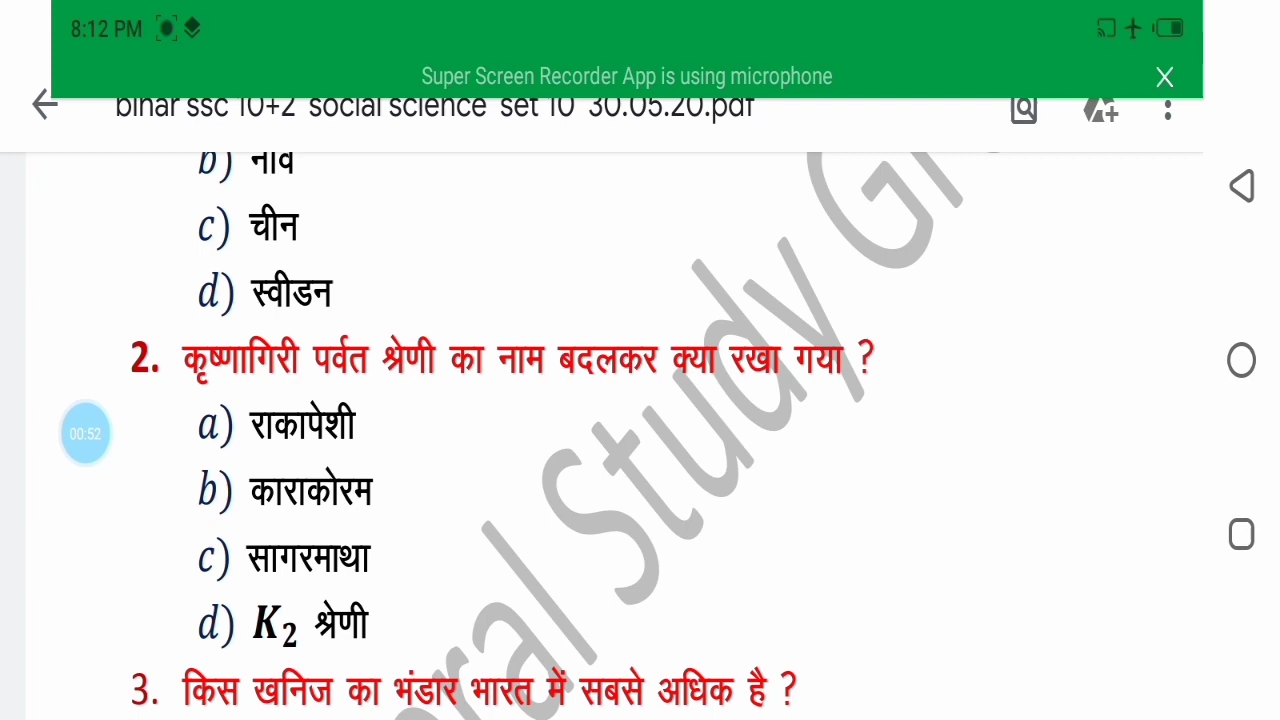 8:12 PM
Super Screen Recorder App is using microphone X
bihar ssc 10+2 social science set 10 30.05.20.pdf
b) नार्वे
c) चीन
d) स्वीडन
2. कृष्णागिरी पर्वत श्रेणी का नाम बदलकर क्या रखा गया ?
a) राकापेशी
00:52
b) काराकोरम
c) सागरमाथा
d) K₂ श्रेणी
3. किस खनिज का भंडार भारत में सबसे अधिक है ?
Study